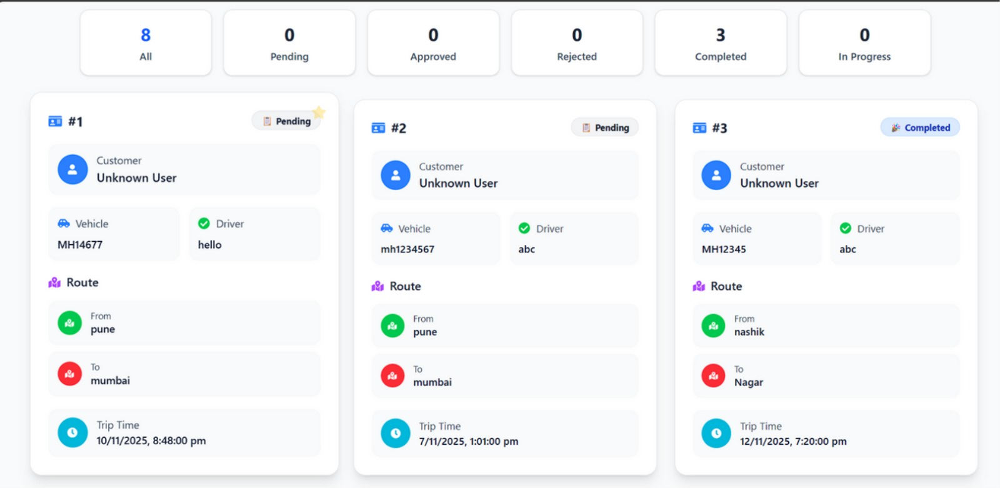 8
All
0
Pending
0
Approved
0
Rejected
3
Completed
0
In Progress
#1
Pending
Customer
Unknown User
Vehicle
MH14677
Driver
hello
Route
From
pune
To
mumbai
Trip Time
10/11/2025, 8:48:00 pm
#2
Pending
Customer
Unknown User
Vehicle
mh1234567
Driver
abc
Route
From
pune
To
mumbai
Trip Time
7/11/2025, 1:01:00 pm
#3
Completed
Customer
Unknown User
Vehicle
MH12345
Driver
abc
Route
From
nashik
To
Nagar
Trip Time
12/11/2025, 7:20:00 pm